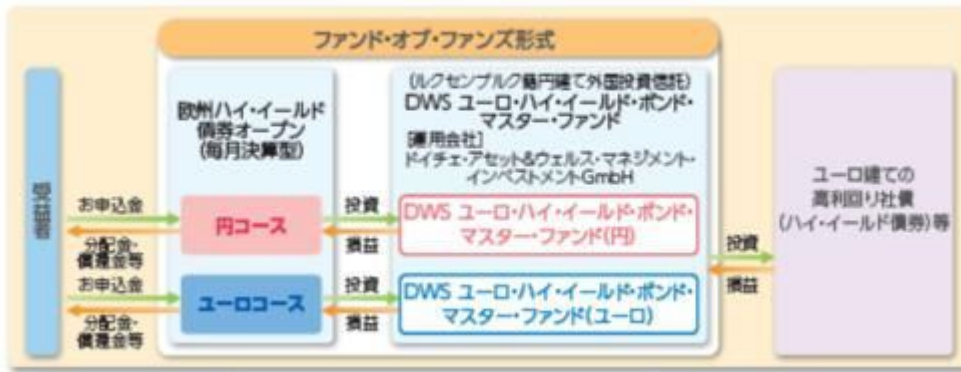 ファンド・オブ・ファンズ形式
受益者
お申込金
分配金・
償還金等
お申込金
分配金・
償還金等
欧州ハイ・イールド
債券オープン
(毎月決算型)
円コース
ユーロコース
投資
損益
投資
損益
(ルクセンブルク籍円建て外国投資信託)
DWS ユーロ・ハイ・イールド・ボンド・
マスター・ファンド
[運用会社]
ドイチェ・アセット&ウェルス・マネジメント・
インベストメントGmbH
DWS ユーロ・ハイ・イールド・ボンド・
マスター・ファンド(円)
DWS ユーロ・ハイ・イールド・ボンド・
マスター・ファンド(ユーロ)
投資
損益
ユーロ建ての
高利回り社債
(ハイ・イールド債券)等